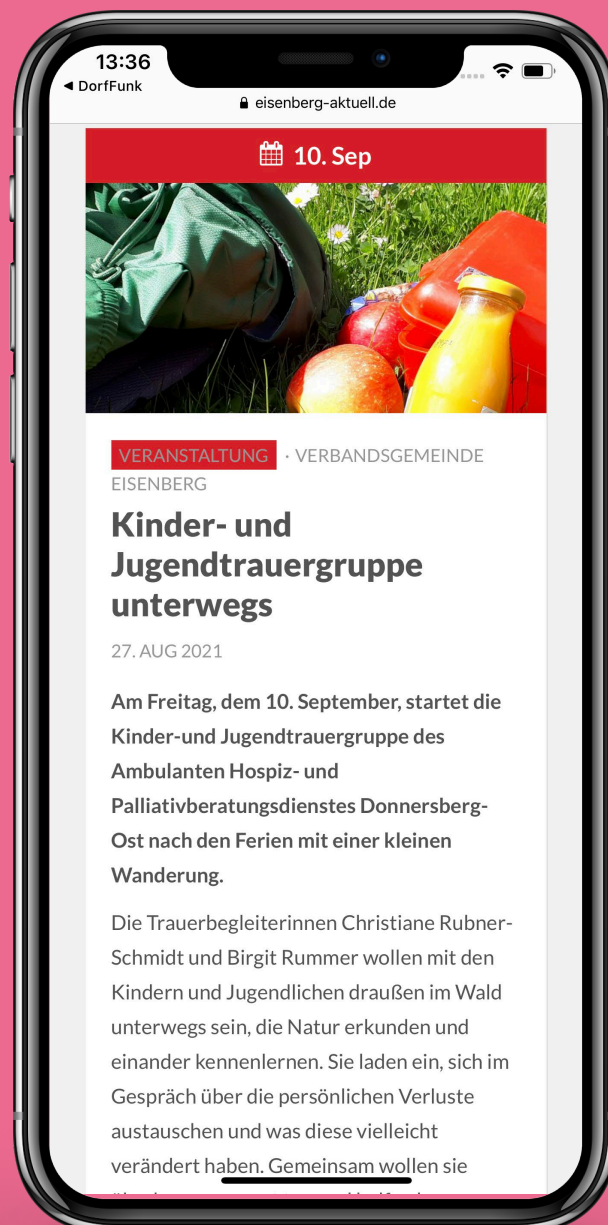 13:36
◀ DorfFunk
eisenberg-aktuell.de
10. Sep
VERANSTALTUNG · VERBANDSGEMEINDE
EISENBERG
Kinder- und
Jugendtrauergruppe
unterwegs
27. AUG 2021
Am Freitag, dem 10. September, startet die
Kinder-und Jugendtrauergruppe des
Ambulanten Hospiz- und
Palliativberatungsdienstes Donnersberg-
Ost nach den Ferien mit einer kleinen
Wanderung.
Die Trauerbegleiterinnen Christiane Rubner-
Schmidt und Birgit Rummer wollen mit den
Kindern und Jugendlichen draußen im Wald
unterwegs sein, die Natur erkunden und
einander kennenlernen. Sie laden ein, sich im
Gespräch über die persönlichen Verluste
austauschen und was diese vielleicht
verändert haben. Gemeinsam wollen sie